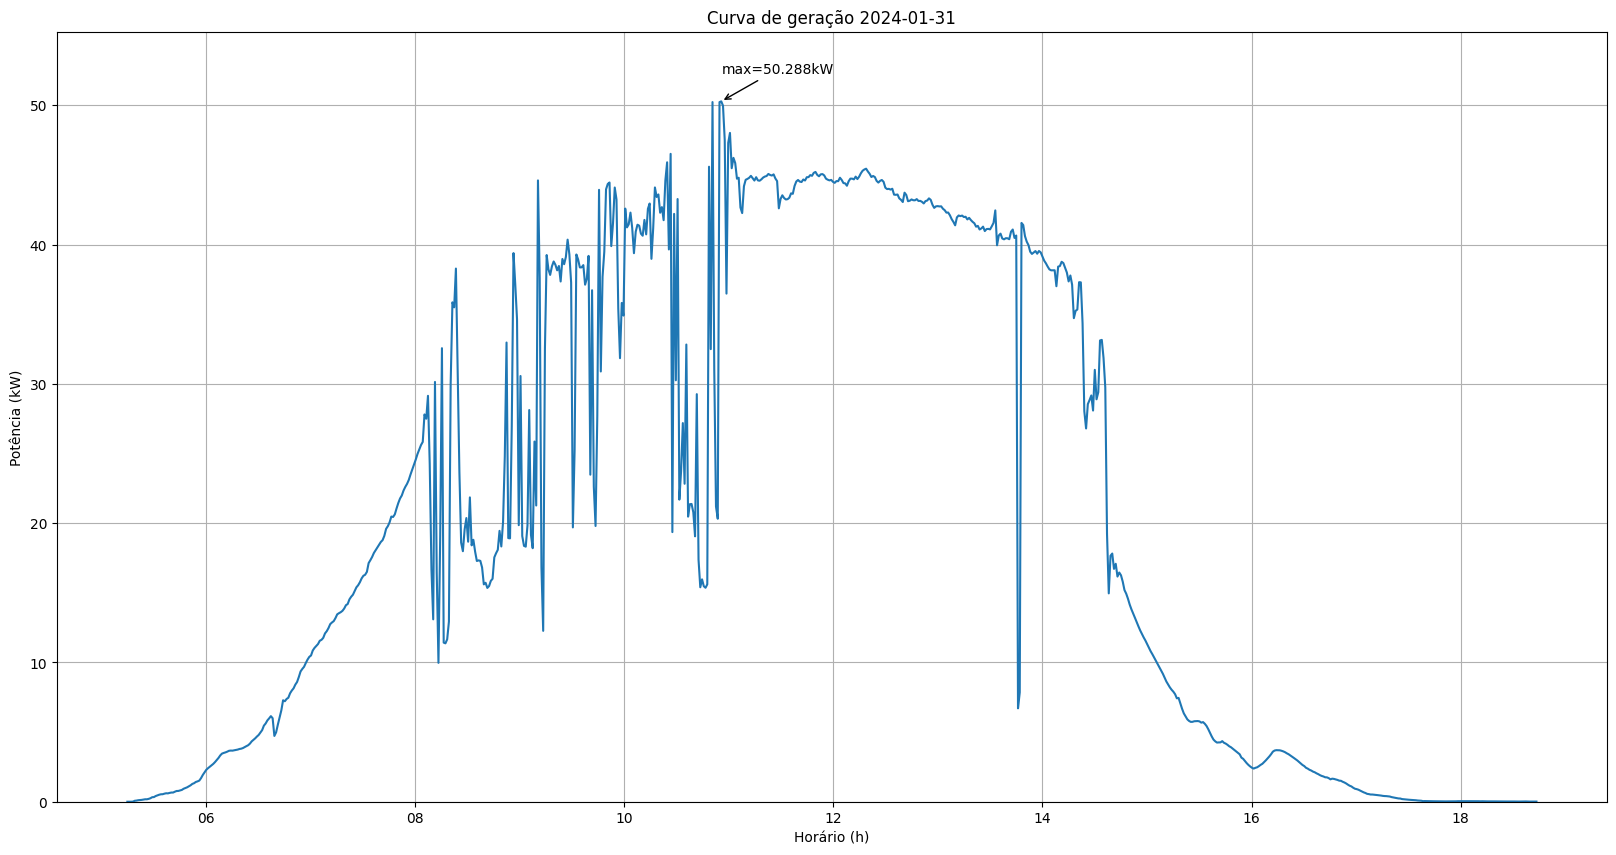 Curva de geração 2024-01-31
max=50.288kW
50
40
30
20
10
0
Potência (kW)
06 08 10 12 14 16 18
Horário (h)